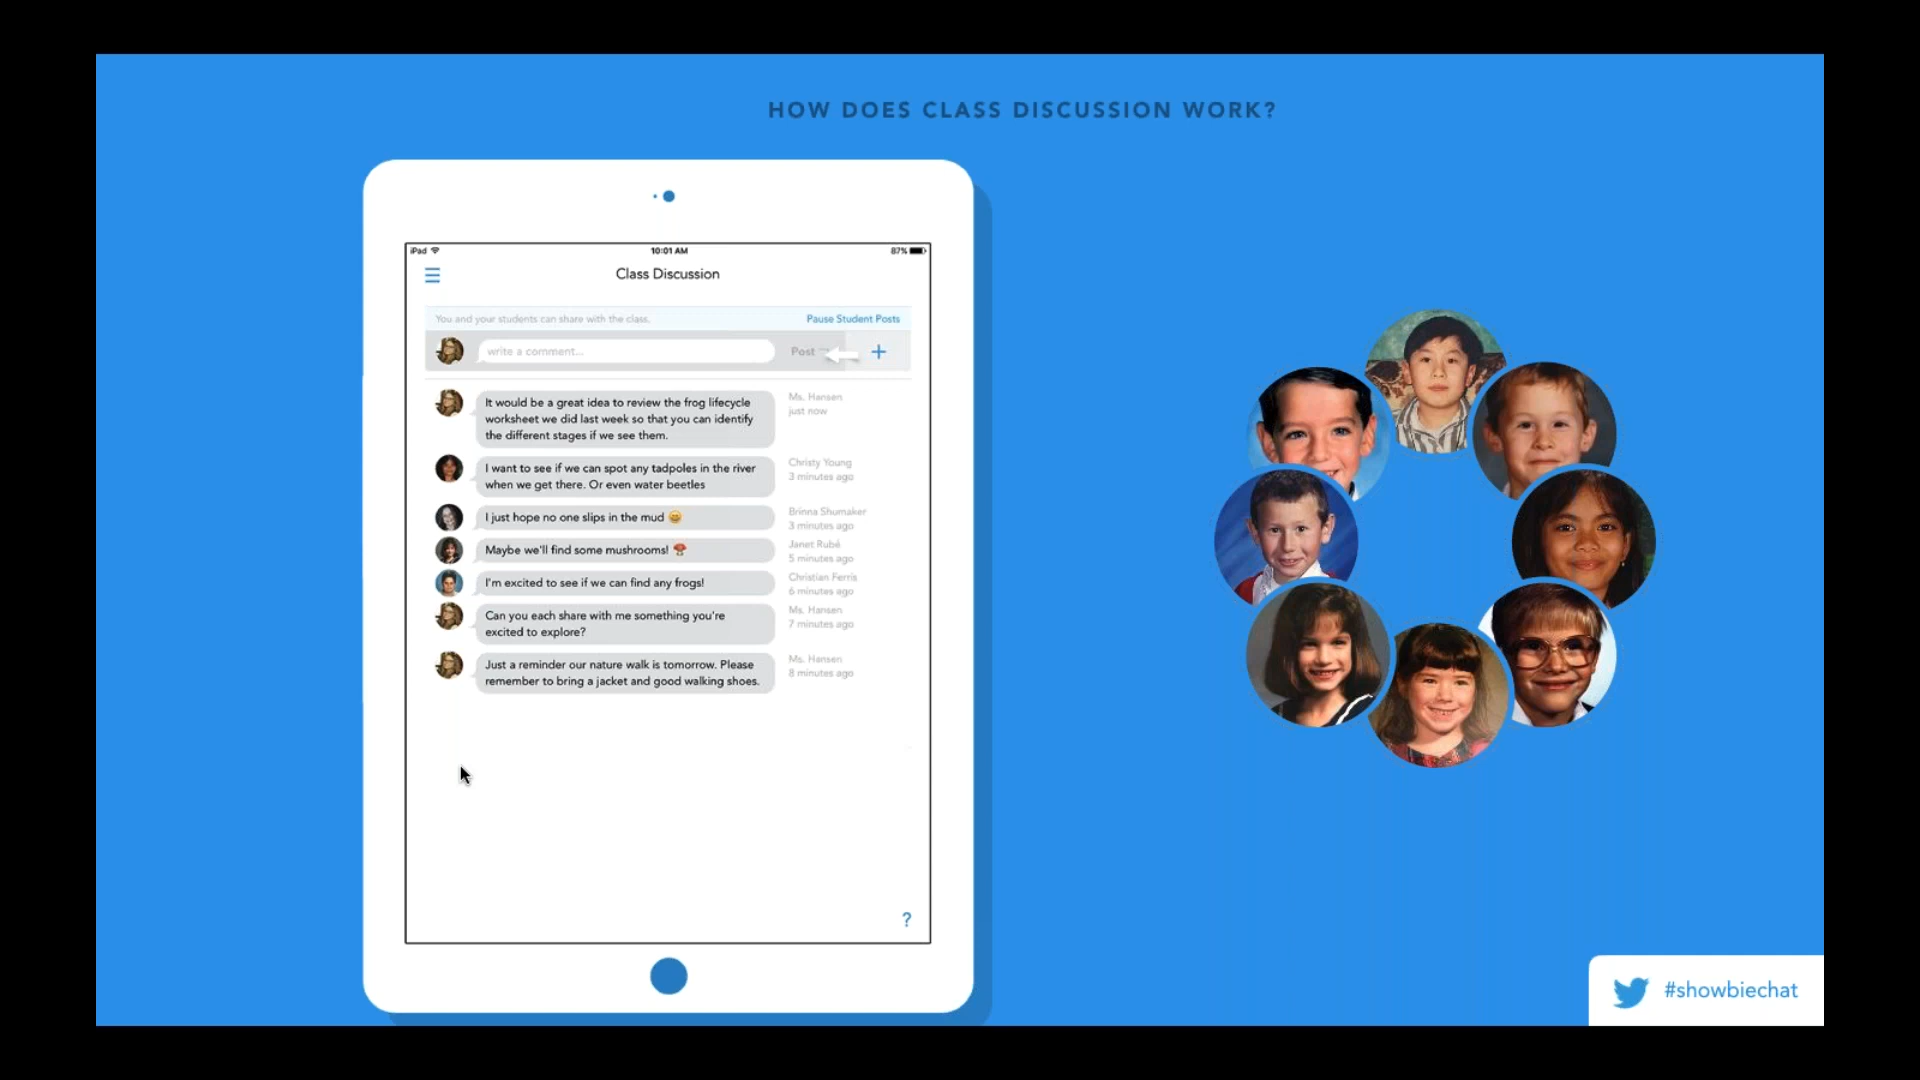 HOW DOES CLASS DISCUSSION WORK?
iPad
10:01 AM
87%
Class Discussion
You and your students can share with the class.
Pause Student Posts
write a comment...
Post
+
It would be a great idea to review the frog lifecycle
worksheet we did last week so that you can identify
the different stages if we see them.
Ms. Hansen
just now
I want to see if we can spot any tadpoles in the river
when we get there. Or even water beetles
Christy Young
3 minutes ago
I just hope no one slips in the mud 😄
Brinna Shumaker
3 minutes ago
Maybe we'll find some mushrooms! 🍄
Janet Rubé
5 minutes ago
I'm excited to see if we can find any frogs!
Christian Ferris
6 minutes ago
Can you each share with me something you're
excited to explore?
Ms. Hansen
7 minutes ago
Just a reminder our nature walk is tomorrow. Please
remember to bring a jacket and good walking shoes.
Ms. Hansen
8 minutes ago
?
#showbiechat